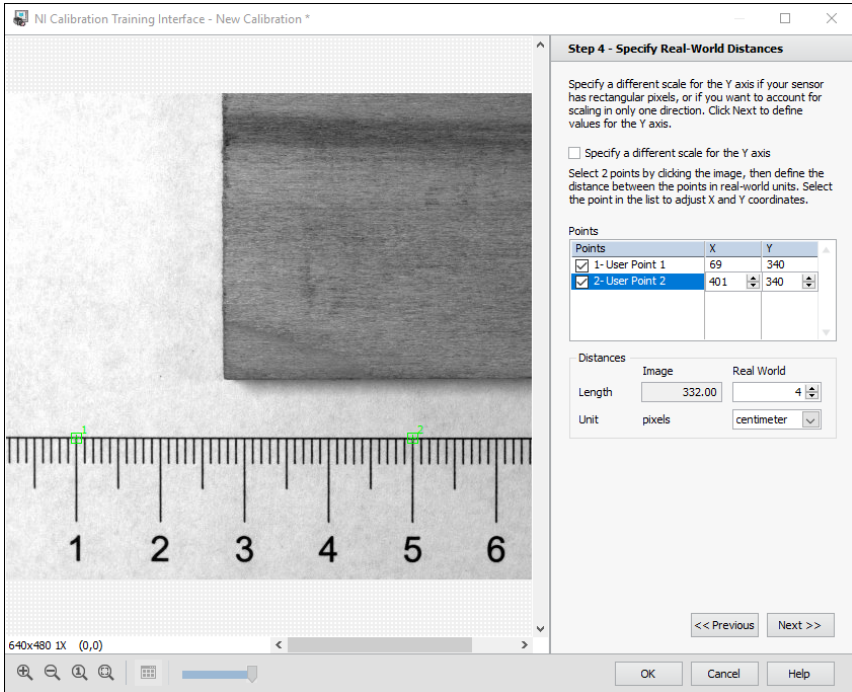 NI Calibration Training Interface - New Calibration *
Step 4 - Specify Real-World Distances
Specify a different scale for the Y axis if your sensor
has rectangular pixels, or if you want to account for
scaling in only one direction. Click Next to define
values for the Y axis.
Specify a different scale for the Y axis
Select 2 points by clicking the image, then define the
distance between the points in real-world units. Select
the point in the list to adjust X and Y coordinates.
Points
Points X Y
1- User Point 1 69 340
2- User Point 2 401 340
Distances
Image Real World
Length 332.00 4
Unit pixels centimeter
1 2
1 2 3 4 5 6
<< Previous Next >>
640x480 1X (0,0)
OK Cancel Help